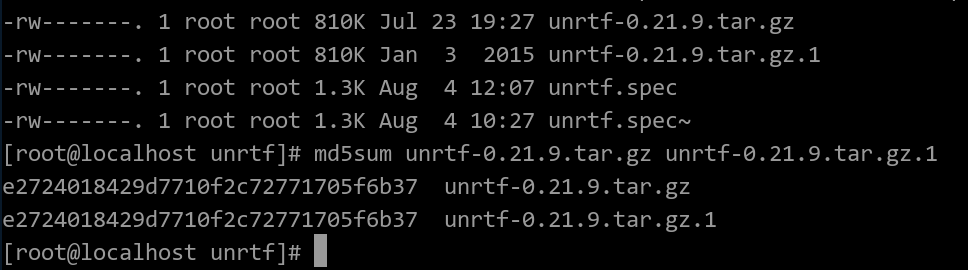 -rw-------. 1 root root 810K Jul 23 19:27 unrtf-0.21.9.tar.gz
-rw-------. 1 root root 810K Jan  3  2015 unrtf-0.21.9.tar.gz.1
-rw-------. 1 root root 1.3K Aug  4 12:07 unrtf.spec
-rw-------. 1 root root 1.3K Aug  4 10:27 unrtf.spec~
[root@localhost unrtf]# md5sum unrtf-0.21.9.tar.gz unrtf-0.21.9.tar.gz.1
e2724018429d7710f2c72771705f6b37  unrtf-0.21.9.tar.gz
e2724018429d7710f2c72771705f6b37  unrtf-0.21.9.tar.gz.1
[root@localhost unrtf]#